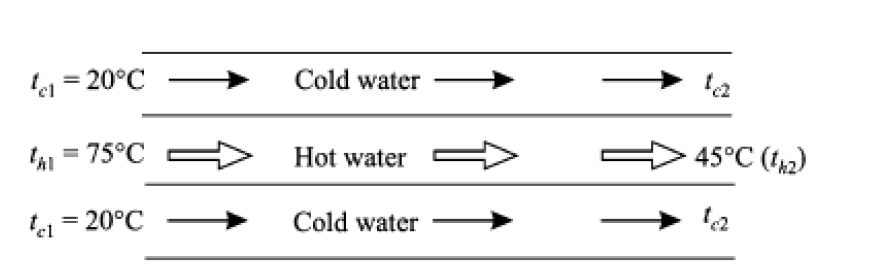 t_c1 = 20°C Cold water t_c2
t_h1 = 75°C Hot water 45°C (t_h2)
t_c1 = 20°C Cold water t_c2